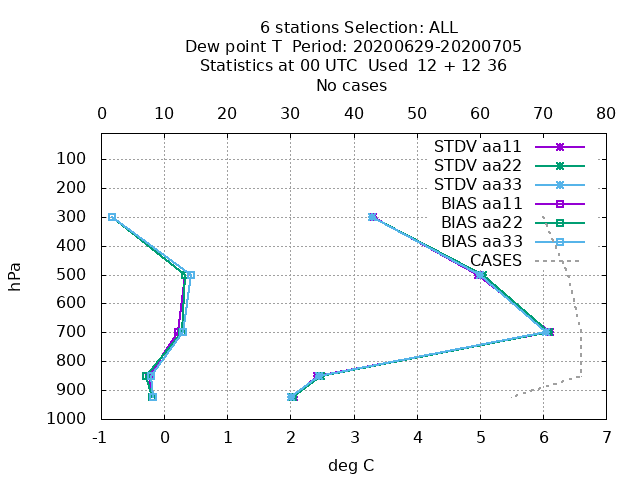 6 stations Selection: ALL
Dew point T  Period: 20200629-20200705
Statistics at 00 UTC  Used  12 + 12 36
No cases
0 10 20 30 40 50 60 70 80
STDV aa11
STDV aa22
STDV aa33
BIAS aa11
BIAS aa22
BIAS aa33
CASES
100
200
300
400
500
600
700
800
900
1000
hPa
-1 0 1 2 3 4 5 6 7
deg C